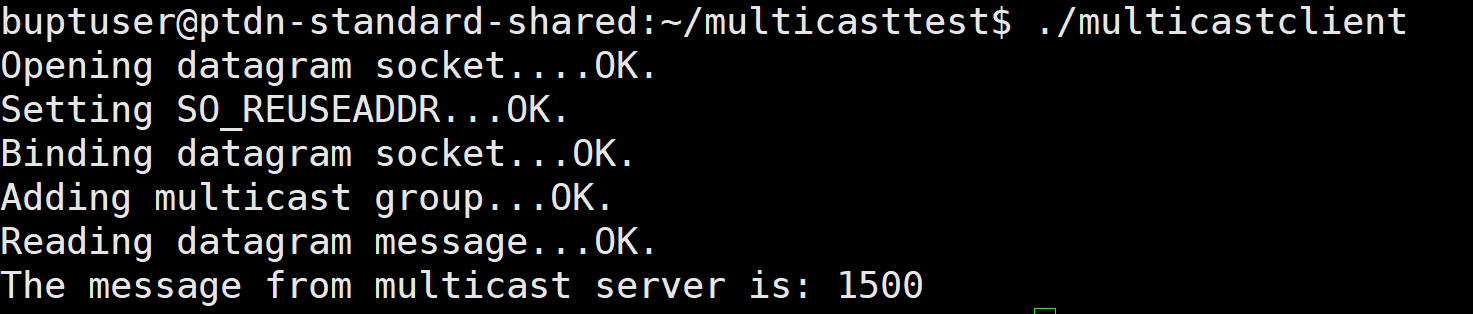 buptuser@ptdn-standard-shared:~/multicasttest$ ./multicastclient
Opening datagram socket....OK.
Setting SO_REUSEADDR...OK.
Binding datagram socket...OK.
Adding multicast group...OK.
Reading datagram message...OK.
The message from multicast server is: 1500